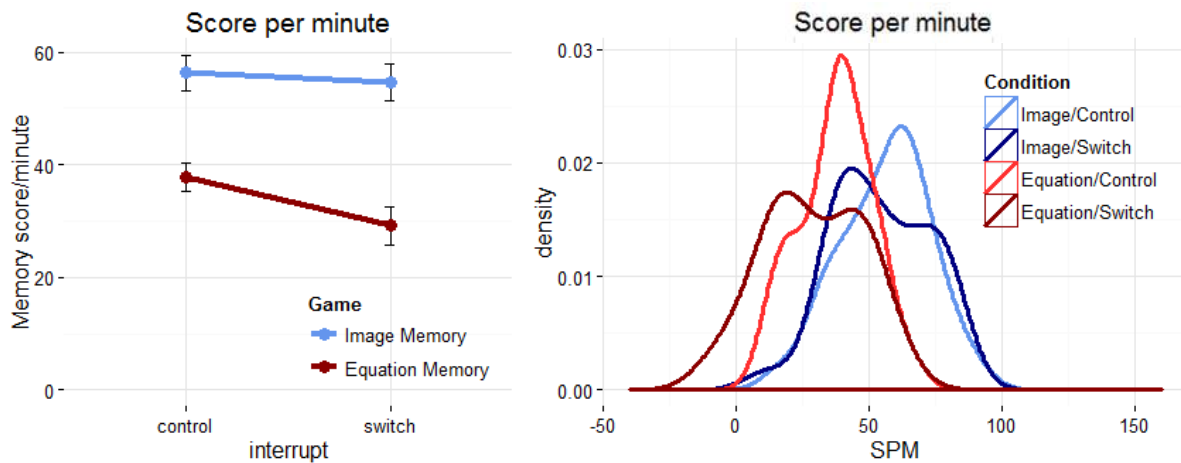 Score per minute
Memory score/minute
60
40
20
0
Game
Image Memory
Equation Memory
control
switch
interrupt
Score per minute
density
0.03
0.02
0.01
0.00
Condition
Image/Control
Image/Switch
Equation/Control
Equation/Switch
-50
0
50
100
150
SPM